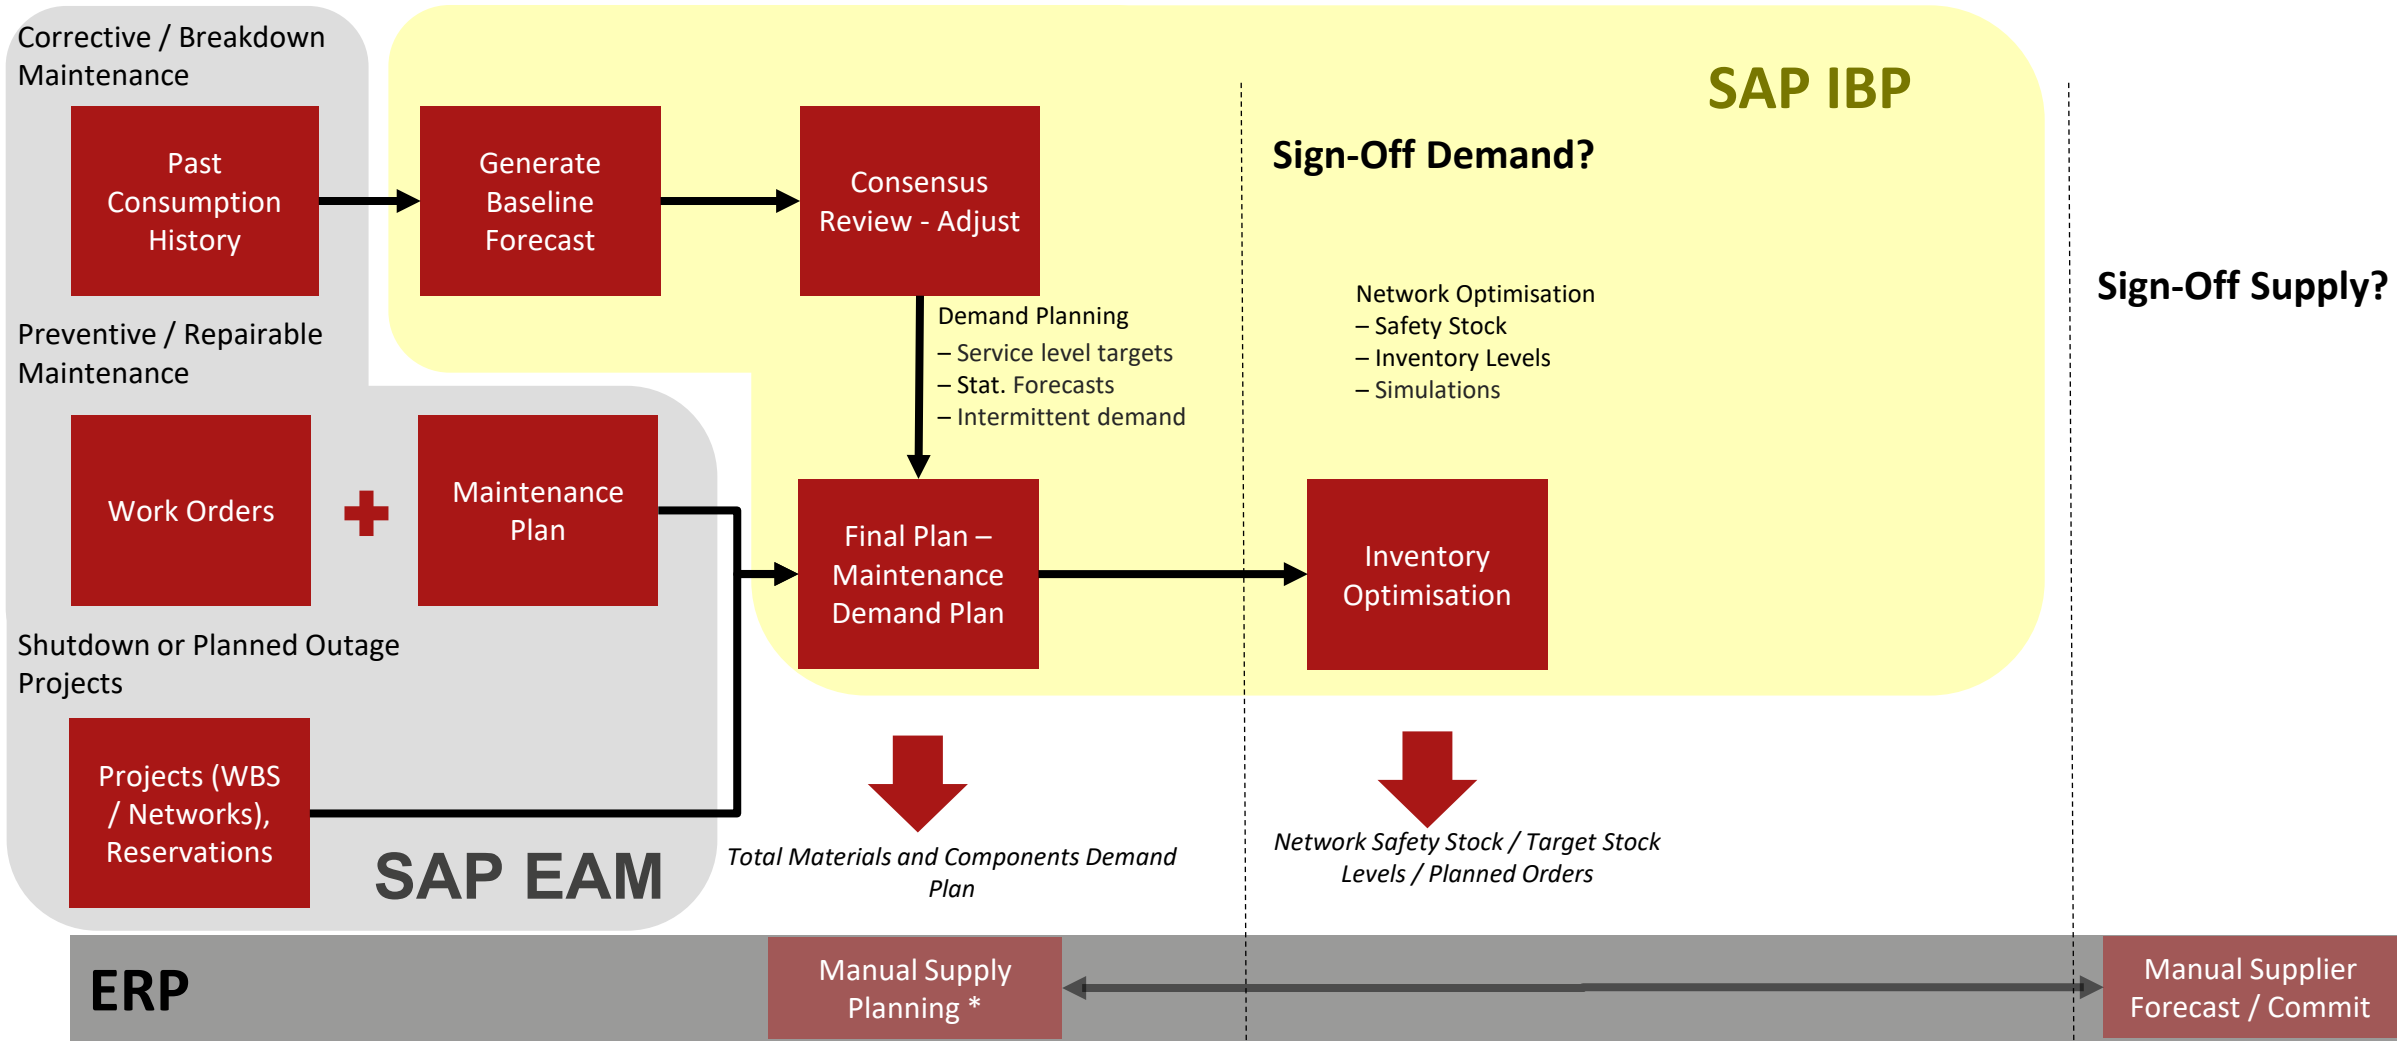 Corrective / Breakdown
Maintenance
Past
Consumption
History
Generate
Baseline
Forecast
Consensus
Review - Adjust
SAP IBP
Sign-Off Demand?
Sign-Off Supply?
Demand Planning
– Service level targets
– Stat. Forecasts
– Intermittent demand
Network Optimisation
– Safety Stock
– Inventory Levels
– Simulations
Preventive / Repairable
Maintenance
Work Orders
Maintenance
Plan
Final Plan –
Maintenance
Demand Plan
Inventory
Optimisation
Shutdown or Planned Outage
Projects
Projects (WBS
/ Networks),
Reservations
SAP EAM
Total Materials and Components Demand
Plan
Network Safety Stock / Target Stock
Levels / Planned Orders
ERP
Manual Supply
Planning *
Manual Supplier
Forecast / Commit